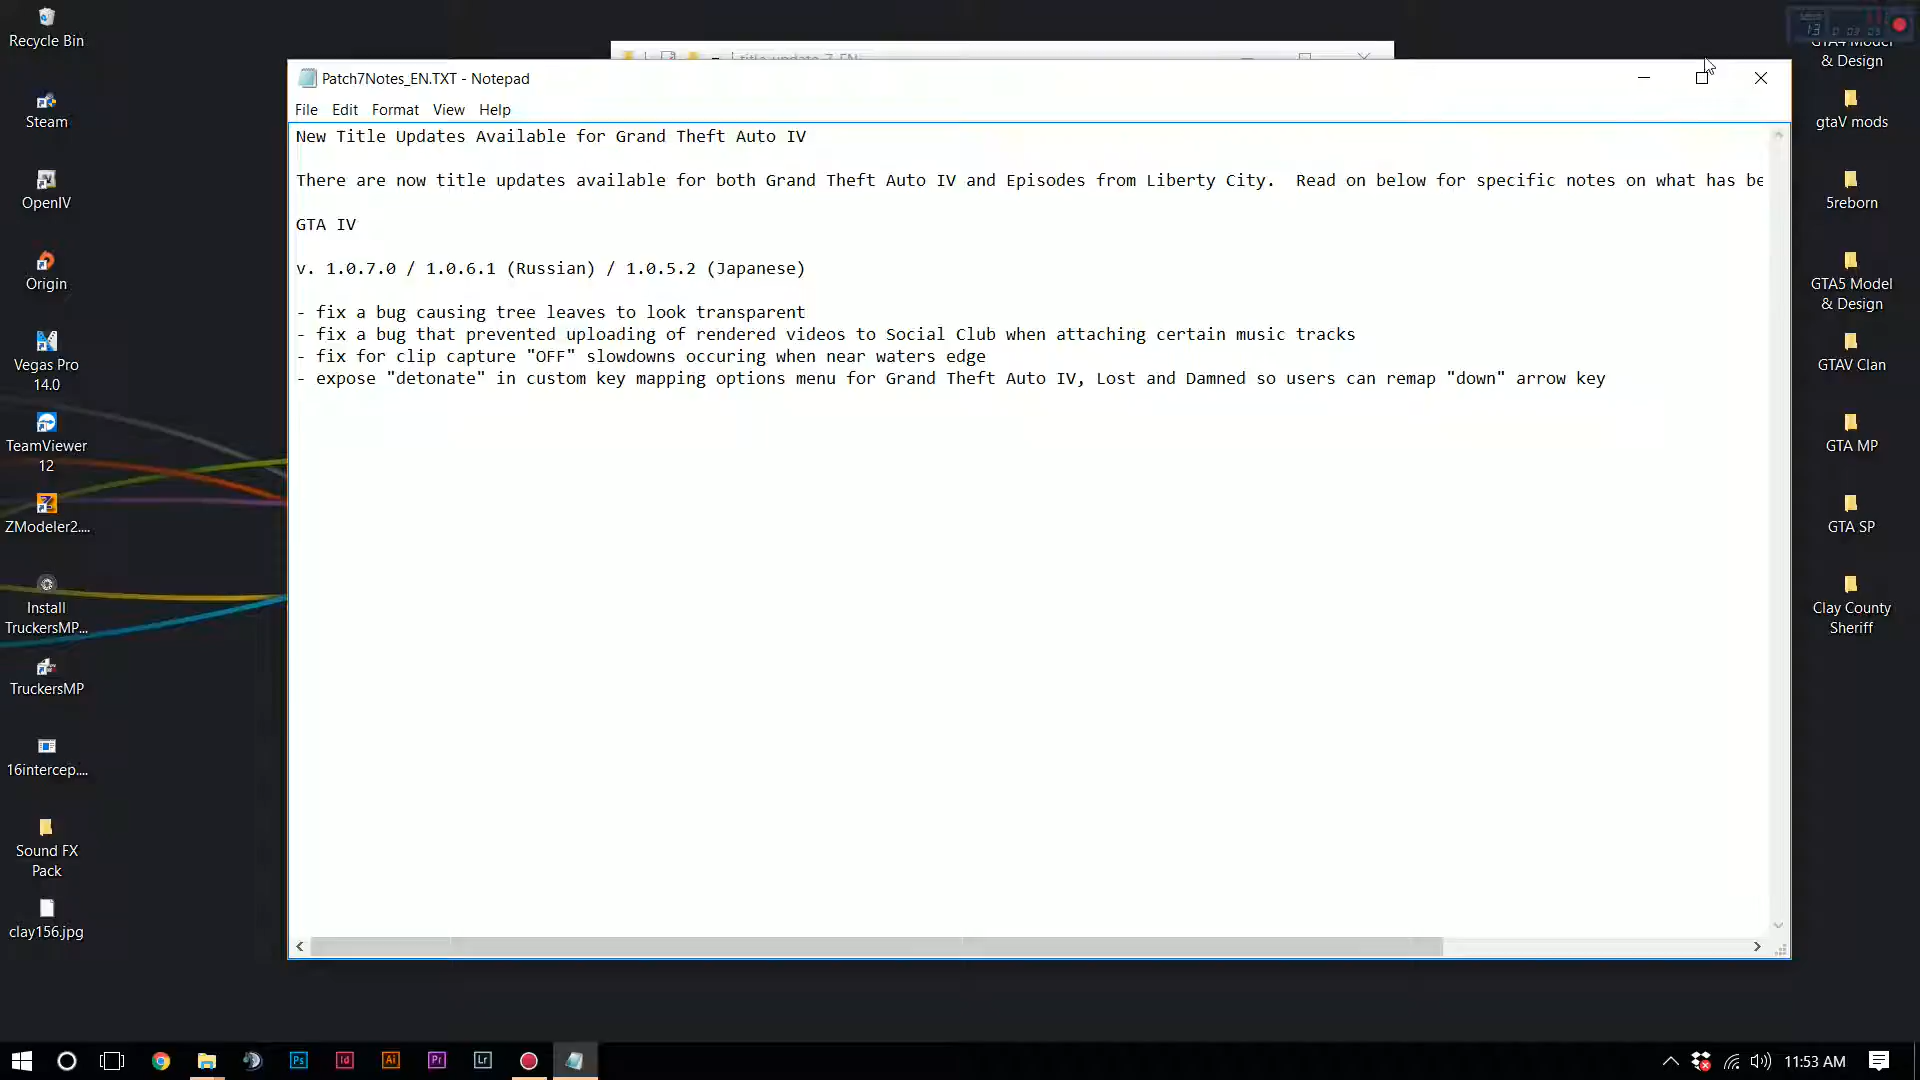 Recycle Bin
Steam
OpenIV
Origin
Vegas Pro
14.0
TeamViewer
12
ZModeler2....
Install
TruckersMP...
TruckersMP
16intercep....
Sound FX
Pack
clay156.jpg
title_update_7_EN
Patch7Notes_EN.TXT - Notepad
File Edit Format View Help
New Title Updates Available for Grand Theft Auto IV
There are now title updates available for both Grand Theft Auto IV and Episodes from Liberty City.  Read on below for specific notes on what has be
GTA IV
v. 1.0.7.0 / 1.0.6.1 (Russian) / 1.0.5.2 (Japanese)
- fix a bug causing tree leaves to look transparent
- fix a bug that prevented uploading of rendered videos to Social Club when attaching certain music tracks
- fix for clip capture "OFF" slowdowns occuring when near waters edge
- expose "detonate" in custom key mapping options menu for Grand Theft Auto IV, Lost and Damned so users can remap "down" arrow key
GTA4 Model
& Design
gtaV mods
5reborn
GTA5 Model
& Design
GTAV Clan
GTA MP
GTA SP
Clay County
Sheriff
Ps
Id
Ai
Pr
Lr
11:53 AM